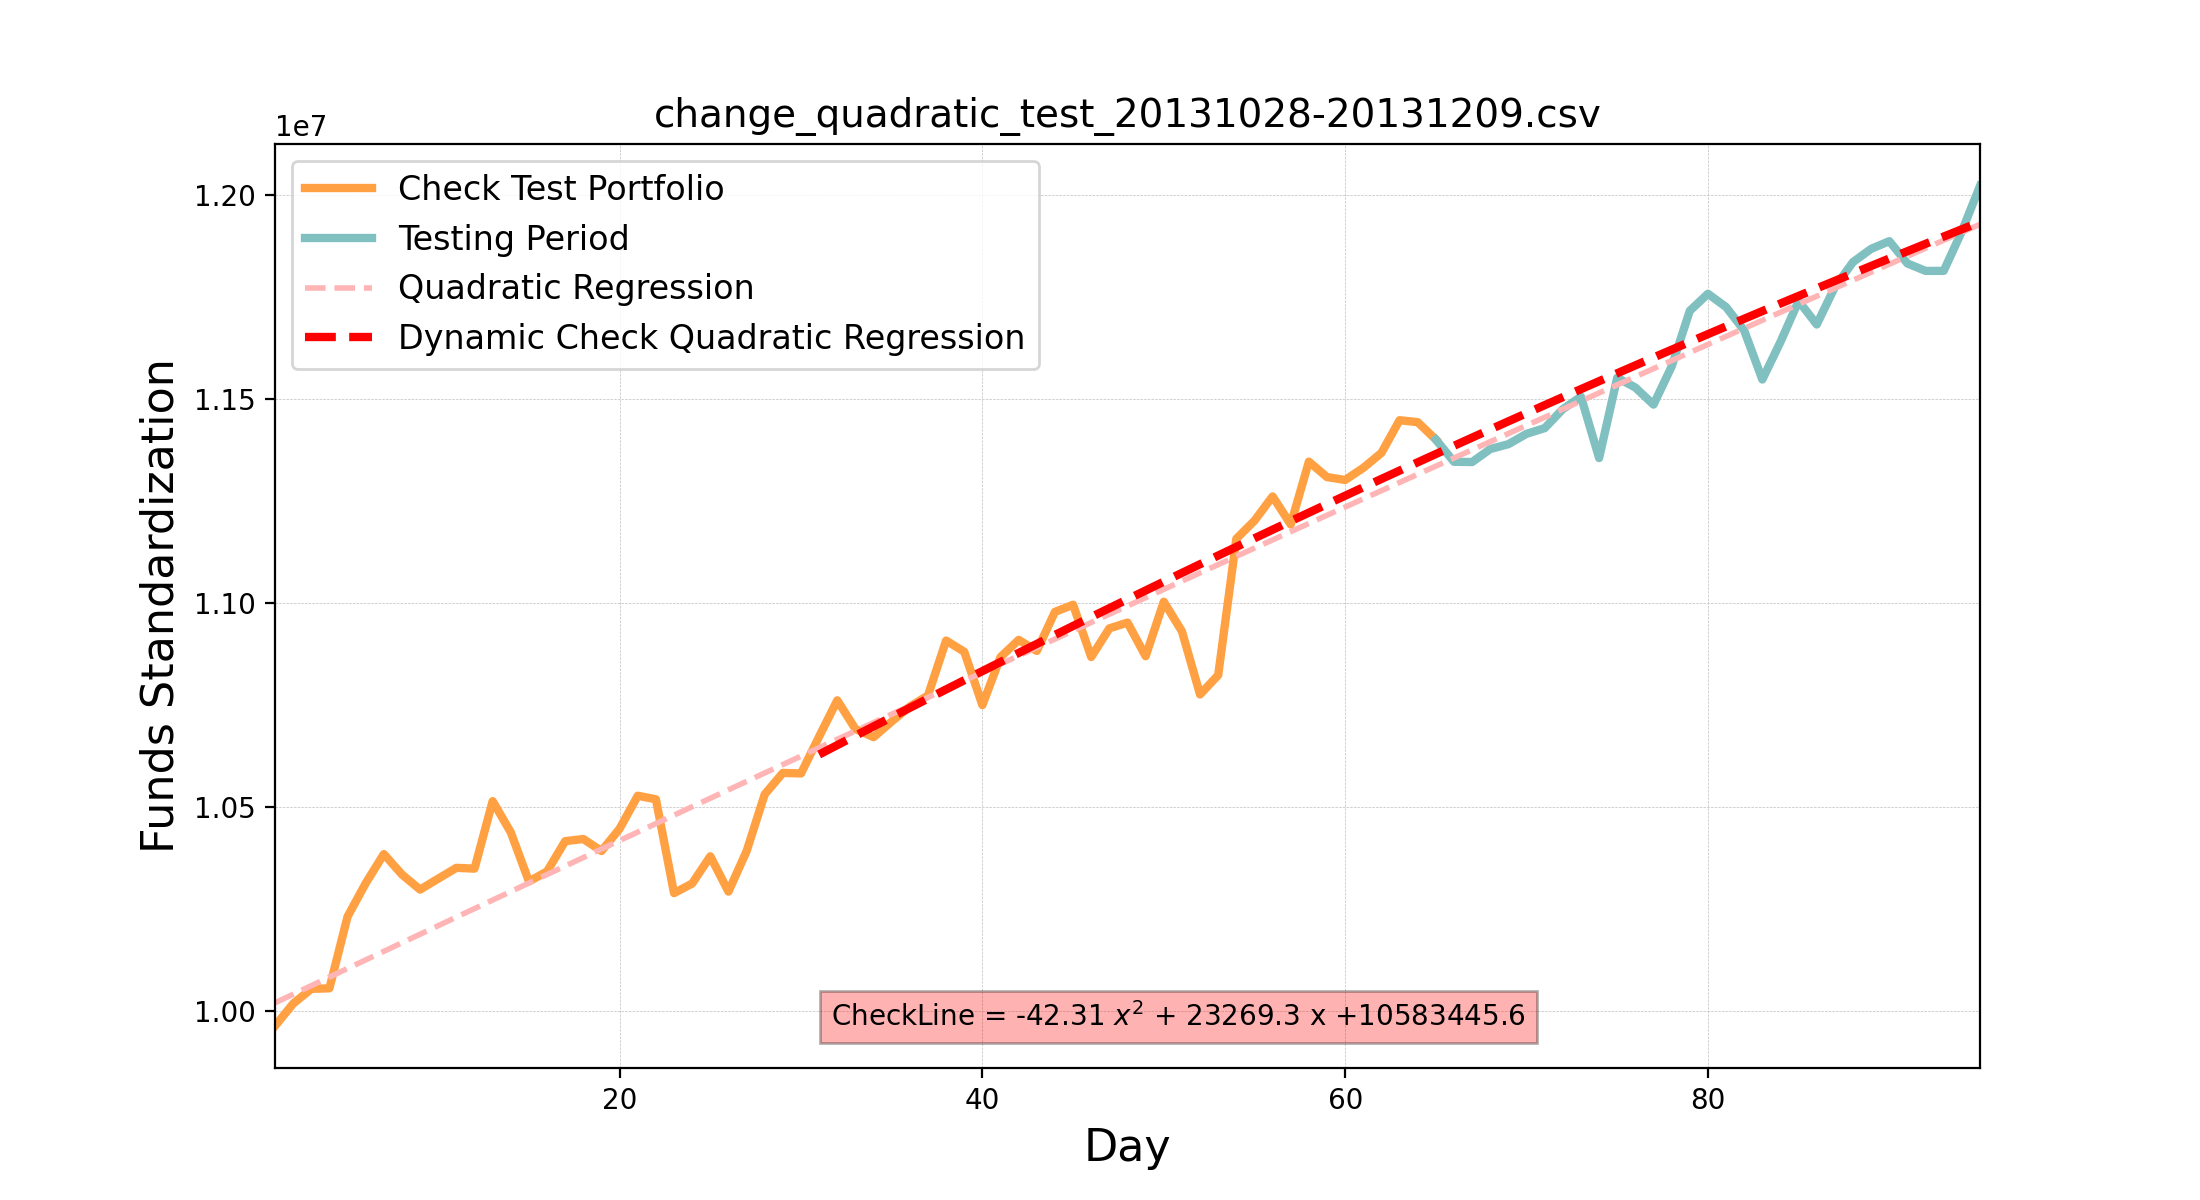 change_quadratic_test_20131028-20131209.csv
1e7
Check Test Portfolio
Testing Period
Quadratic Regression
Dynamic Check Quadratic Regression
Funds Standardization
1.20
1.15
1.10
1.05
1.00
CheckLine = -42.31 x² + 23269.3 x +10583445.6
20 40 60 80
Day